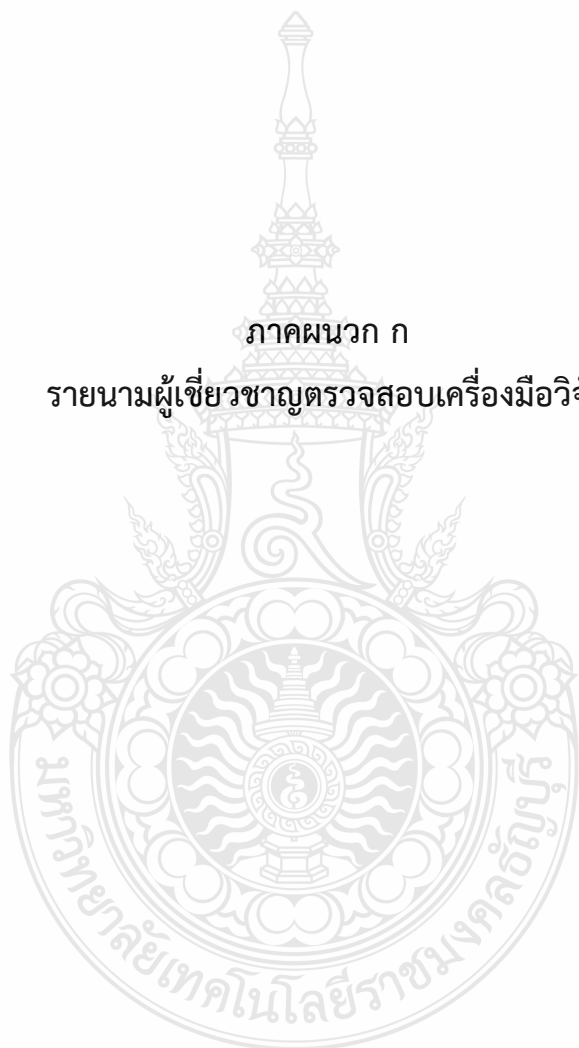 ภาคผนวก ก
รายนามผู้เชี่ยวชาญตรวจสอบเครื่องมือวิจ
มหาวิทยาลัยเทคโนโลยีราชมงคลธัญบุรี